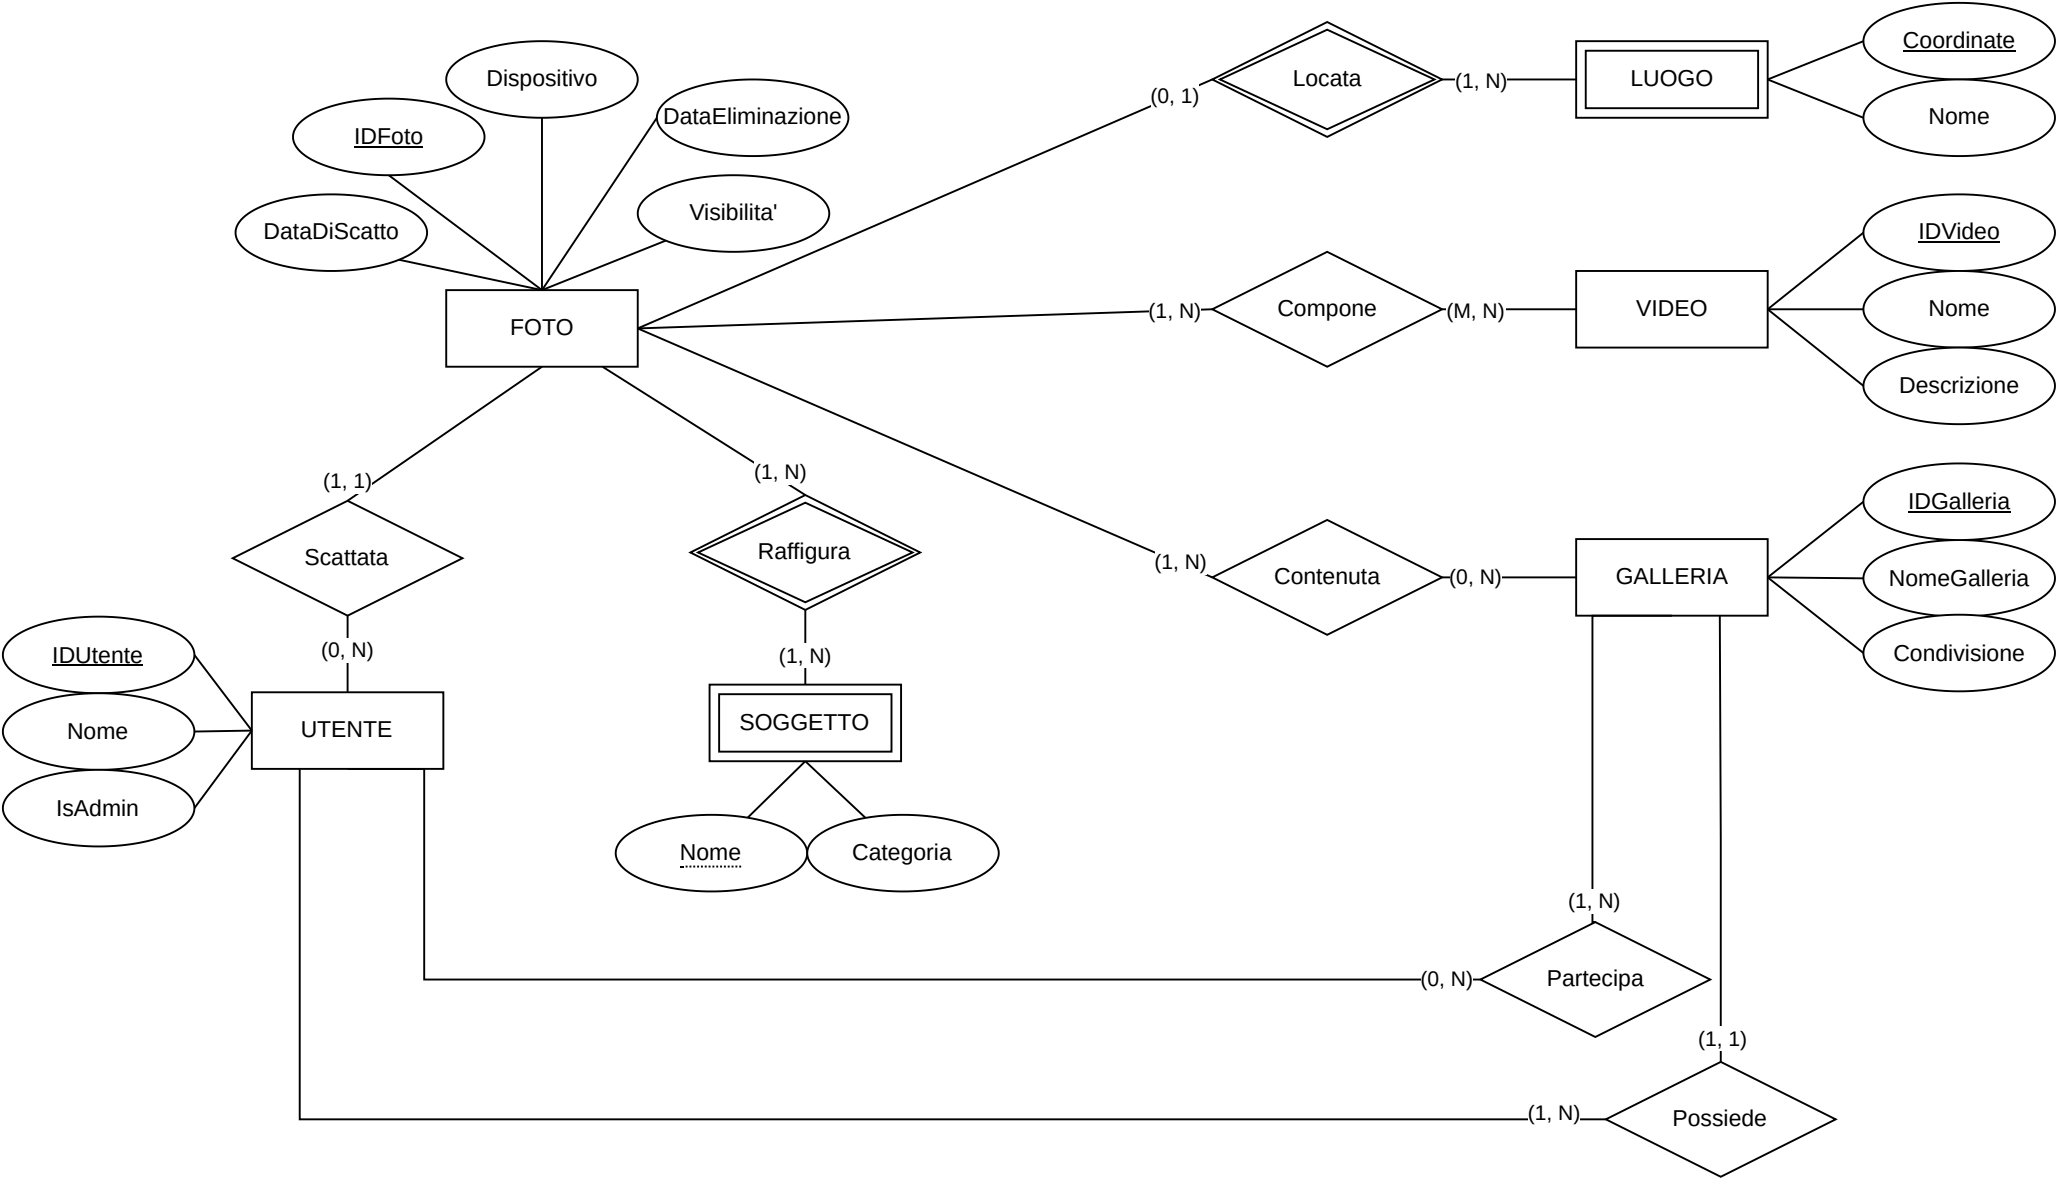 Coordinate
Dispositivo
Locata
LUOGO
(1, N)
(0, 1)
DataEliminazione
Nome
IDFoto
Visibilita'
DataDiScatto
IDVideo
FOTO
(1, N)
Compone
(M, N)
VIDEO
Nome
Descrizione
(1, 1)
(1, N)
IDGalleria
Scattata
Raffigura
(1, N)
Contenuta
(0, N)
GALLERIA
NomeGalleria
(0, N)
(1, N)
Condivisione
IDUtente
Nome
UTENTE
SOGGETTO
IsAdmin
Nome
Categoria
(1, N)
(0, N)
Partecipa
(1, 1)
(1, N)
Possiede